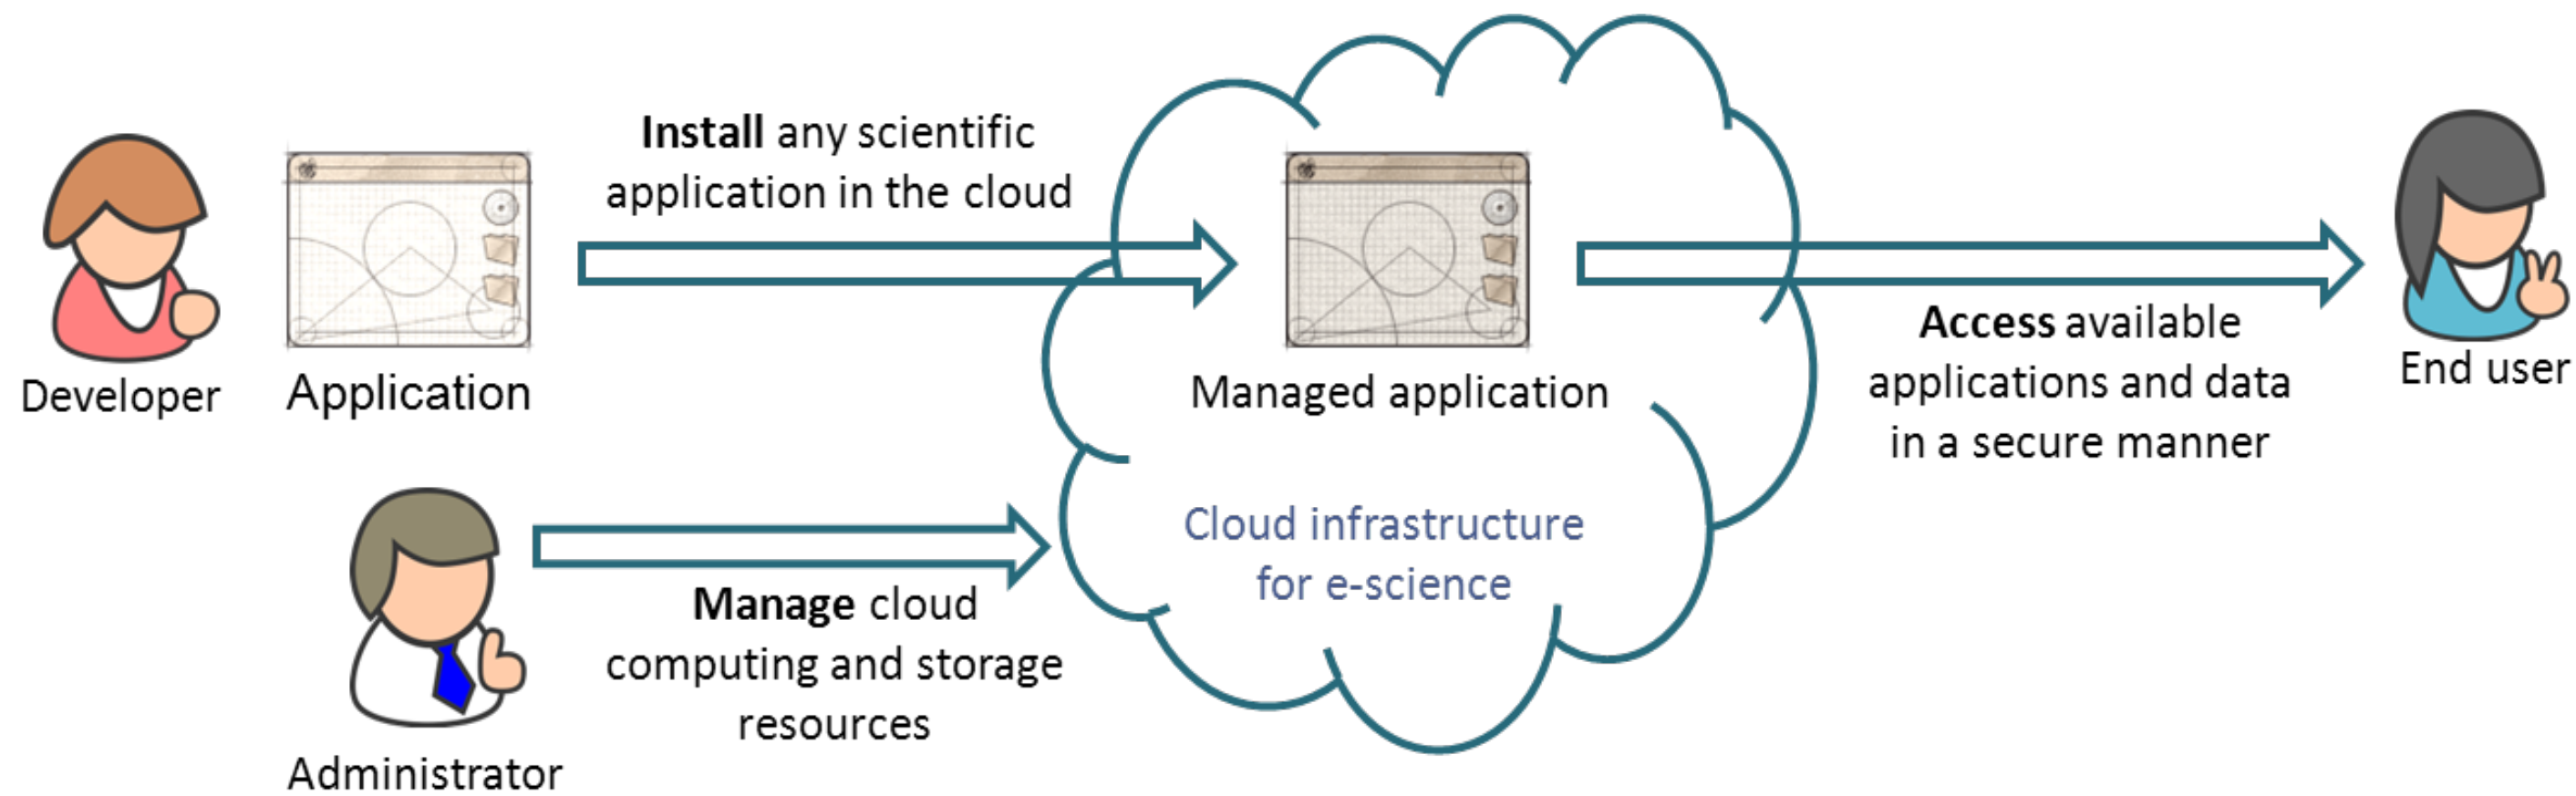 Install any scientific
application in the cloud
Developer
Application
Managed application
Access available
applications and data
in a secure manner
End user
Manage cloud
computing and storage
resources
Administrator
Cloud infrastructure
for e-science